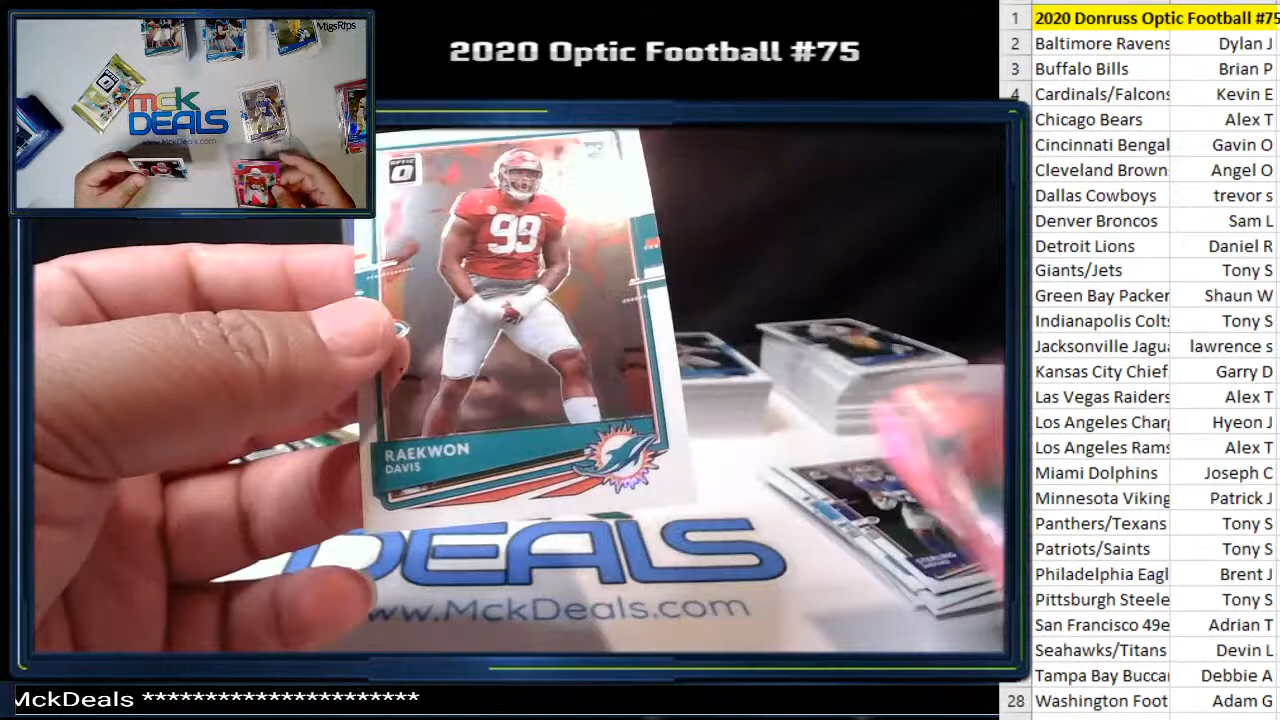 MigsRips
mck
DEALS
www.MckDeals.com
2020 Optic Football #75
OPTIC
O
99
RAEKWON
DAVIS
STERLING
DEALS
www.MckDeals.com
MckDeals ***********************
1 2020 Donruss Optic Football #75
2 Baltimore Ravens Dylan J
3 Buffalo Bills Brian P
4 Cardinals/Falcons Kevin E
Chicago Bears Alex T
Cincinnati Bengal Gavin O
Cleveland Brown Angel O
Dallas Cowboys trevor s
Denver Broncos Sam L
Detroit Lions Daniel R
Giants/Jets Tony S
Green Bay Packer Shaun W
Indianapolis Colts Tony S
Jacksonville Jagua lawrence s
Kansas City Chief Garry D
Las Vegas Raiders Alex T
Los Angeles Charg Hyeon J
Los Angeles Rams Alex T
Miami Dolphins Joseph C
Minnesota Viking Patrick J
Panthers/Texans Tony S
Patriots/Saints Tony S
Philadelphia Eagl Brent J
Pittsburgh Steele Tony S
San Francisco 49e Adrian T
Seahawks/Titans Devin L
Tampa Bay Bucca Debbie A
28 Washington Foot Adam G